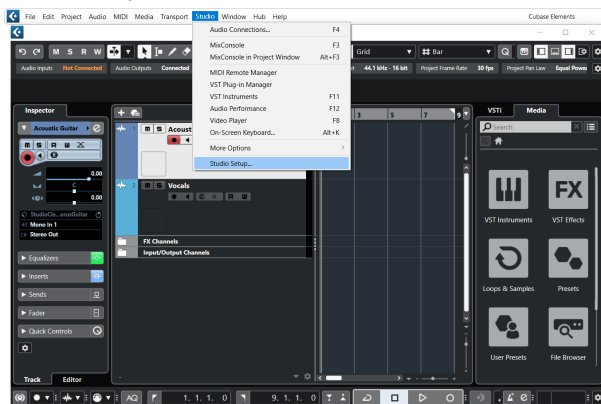 File Edit Project Audio MIDI Media Transport Studio Window Hub Help Cubase Elements
Audio Connections... F4
MixConsole F3
MixConsole in Project Window Alt+F3
MIDI Remote Manager
VST Plug-in Manager
VST Instruments F11
Audio Performance F12
Video Player F8
On-Screen Keyboard... Alt+K
More Options
Studio Setup...
M S R W Grid Bar
Audio Inputs Not Connected Audio Outputs Connected 44.1 kHz - 16 bit Project Frame Rate 30 fps Project Pan Law Equal Power
Inspector
Acoustic Guitar
M S R W
0.00
C
0.00
Mono In 1
Stereo Out
Equalizers
Inserts
Sends
Fader
Quick Controls
Track Editor
1 M S Acoust
2 M S Vocals
R W
FX Channels
Input/Output Channels
3 5 7 9
VSTi Media
Search
VST Instruments VST Effects
FX
Loops & Samples Presets
User Presets File Browser
AQ 1. 1. 1. 0 9. 1. 1. 0